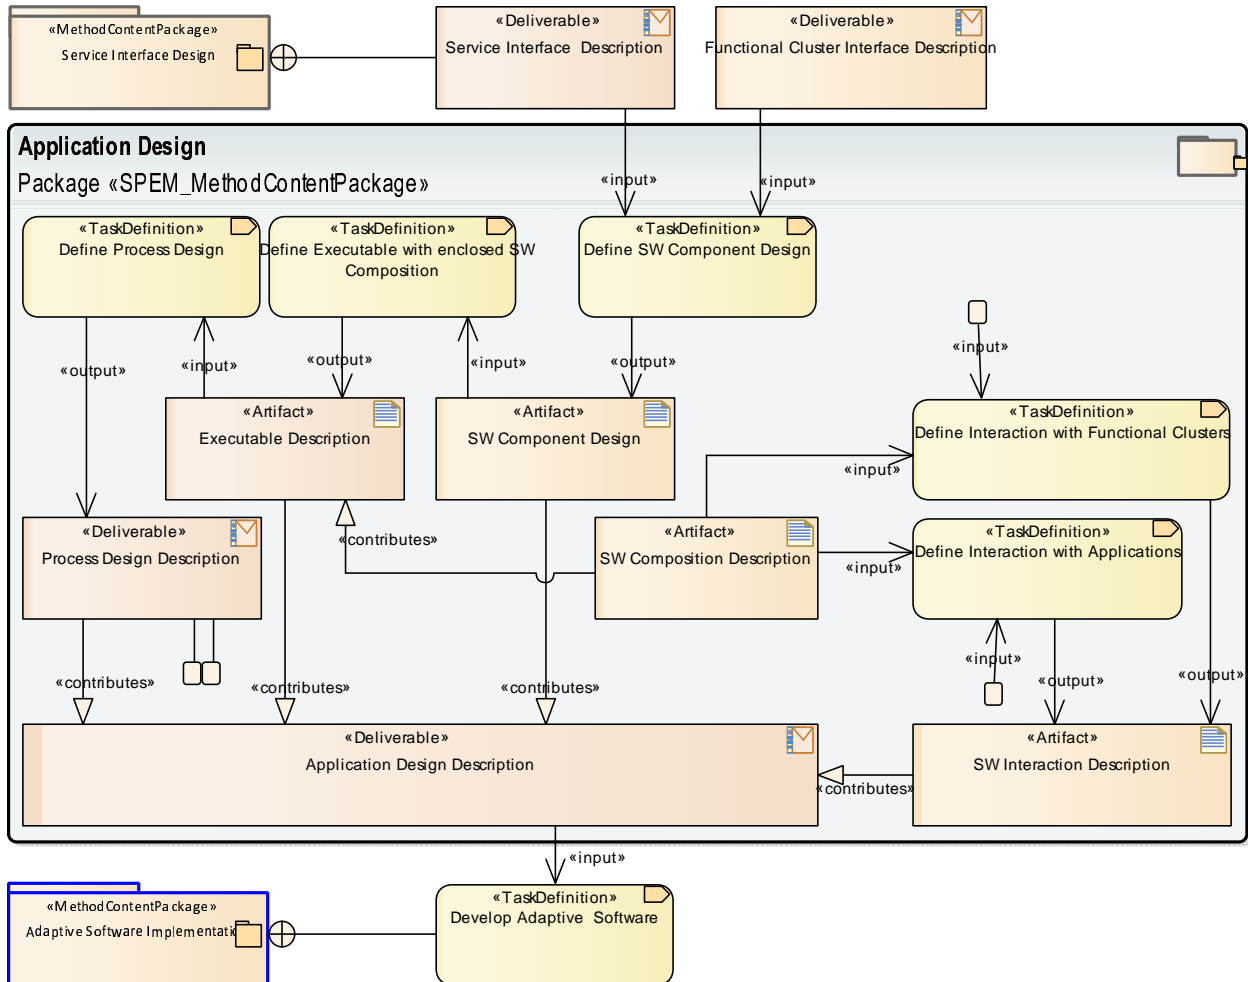 «MethodContentPackage»
Service Interface Design
«Deliverable»
Service Interface Description
«Deliverable»
Functional Cluster Interface Description
Application Design
Package «SPEM_MethodContentPackage»
«input»
«input»
«TaskDefinition»
Define Process Design
«TaskDefinition»
Define Executable with enclosed SW
Composition
«TaskDefinition»
Define SW Component Design
«input»
«output»
«input»
«output»
«input»
«output»
«Artifact»
Executable Description
«Artifact»
SW Component Design
«TaskDefinition»
Define Interaction with Functional Clusters
«input»
«Deliverable»
Process Design Description
«contributes»
«Artifact»
SW Composition Description
«input»
«TaskDefinition»
Define Interaction with Applications
«input»
«contributes»
«contributes»
«contributes»
«output»
«output»
«Deliverable»
Application Design Description
«contributes»
«Artifact»
SW Interaction Description
«input»
«MethodContentPackage»
Adaptive Software Implementatio
«TaskDefinition»
Develop Adaptive Software